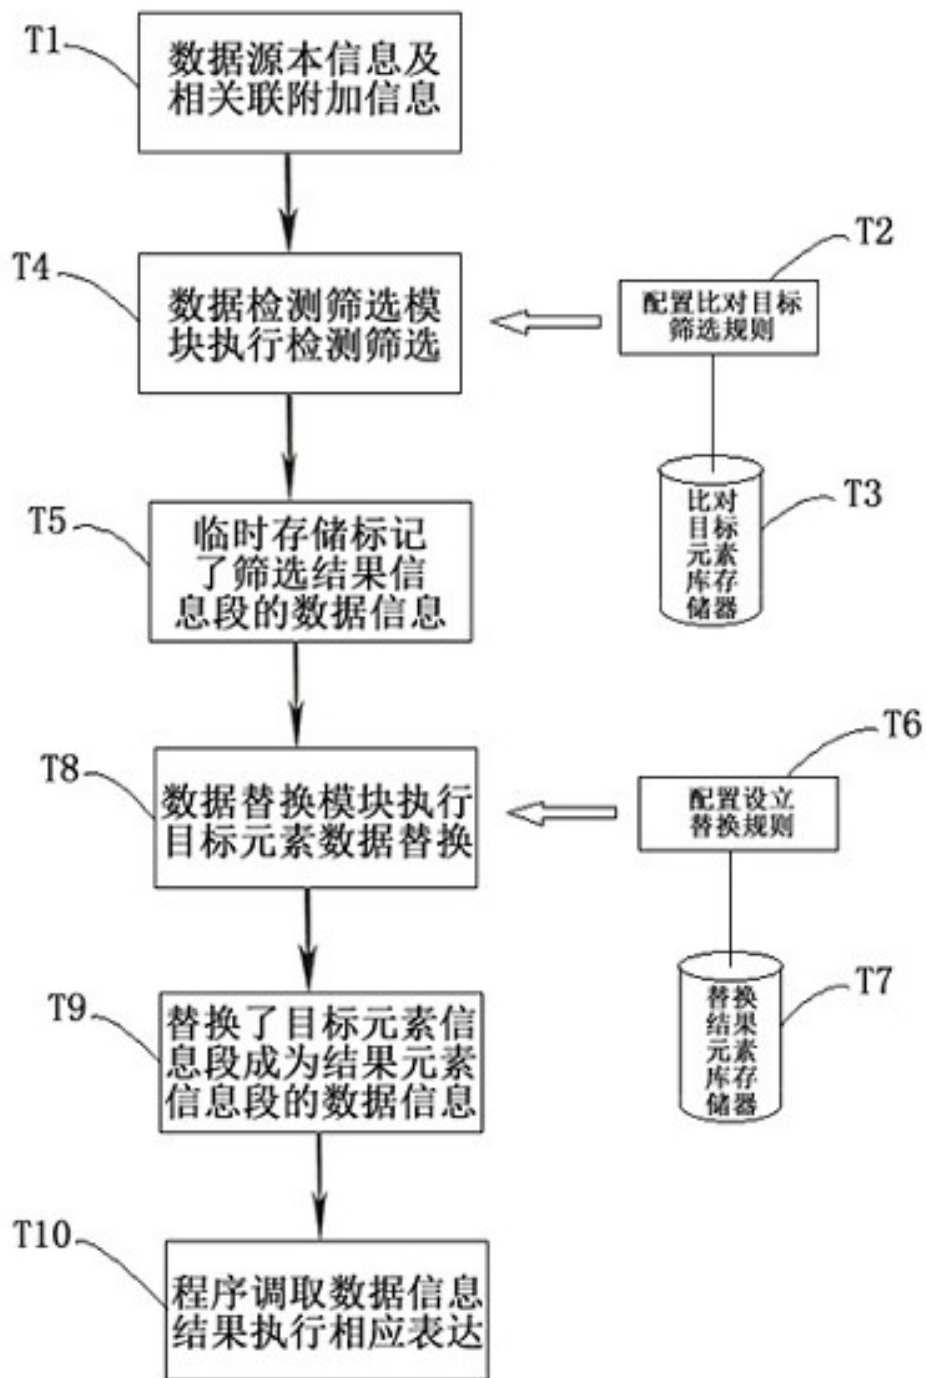 T1
数据源本信息及
相关联附加信息
T2
配置比对目标
筛选规则
T4
数据检测筛选模
块执行检测筛选
T3
比对
目标
元素
库存
储器
T5
临时存储标记
了筛选结果信
息段的数据信息
T6
配置设立
替换规则
T8
数据替换模块执行
目标元素数据替换
T7
替换
结果
元素
库存
储器
T9
替换了目标元素信
息段成为结果元素
信息段的数据信息
T10
程序调取数据信息
结果执行相应表达